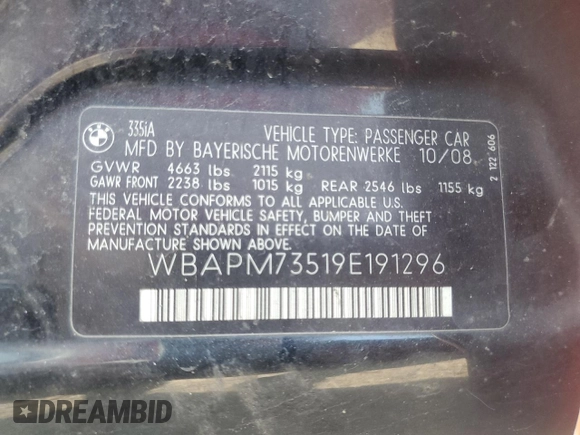 BMW
335iA
VEHICLE TYPE: PASSENGER CAR
MFD BY BAYERISCHE MOTORENWERKE 10/08
GVWR 4663 lbs 2115 kg
GAWR FRONT 2238 lbs 1015 kg REAR 2546 lbs 1155 kg
THIS VEHICLE CONFORMS TO ALL APPLICABLE U.S.
FEDERAL MOTOR VEHICLE SAFETY, BUMPER AND THEFT
PREVENTION STANDARDS IN EFFECT ON THE DATE OF
MANUFACTURE SHOWN ABOVE.
WBAPM73519E191296
2 122 606
DREAMBID